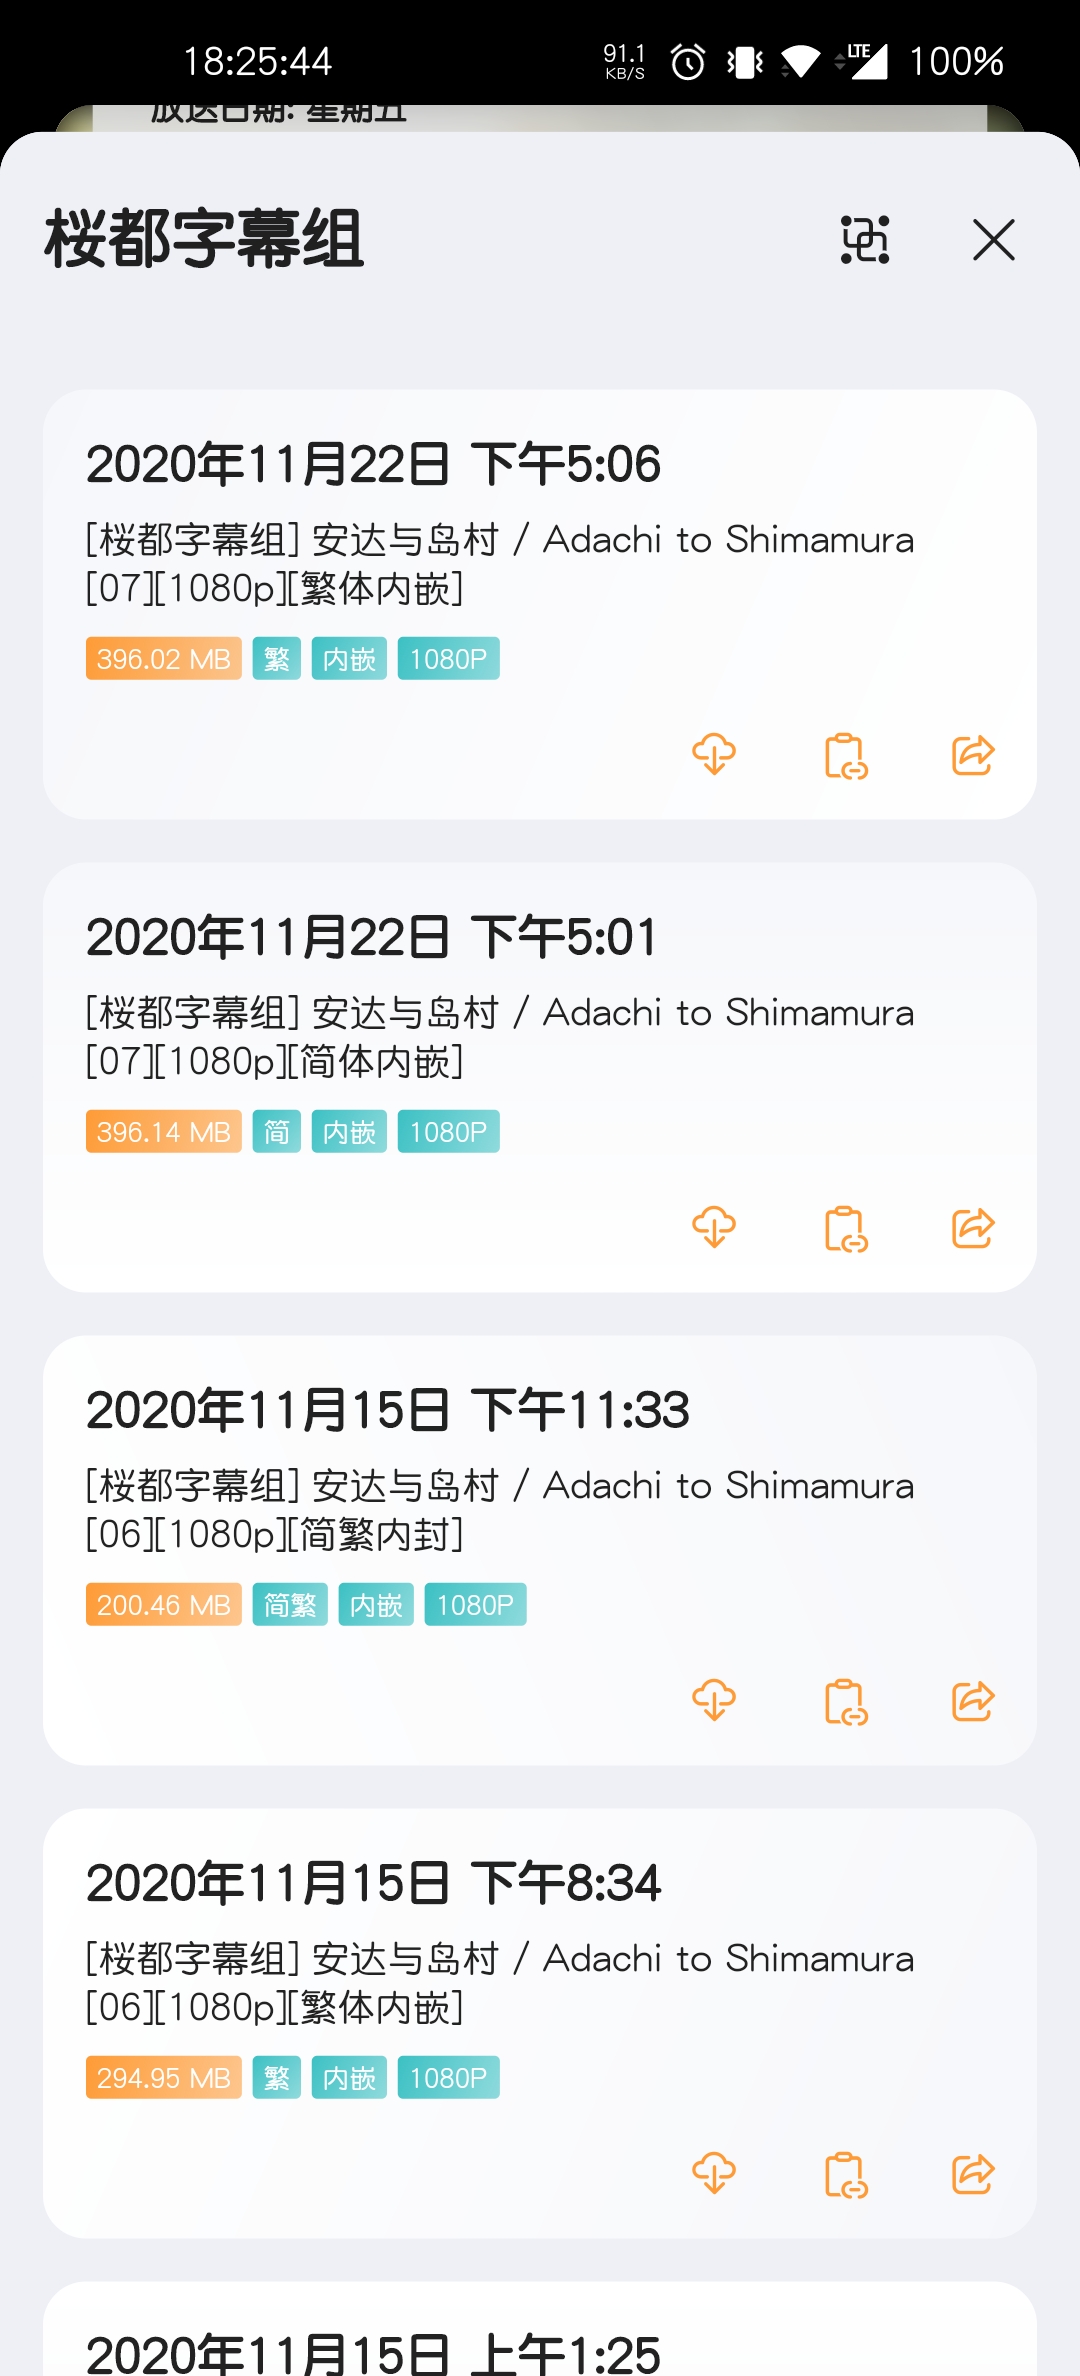 18:25:44
91.1
KB/S
LTE
100%
放送日期: 星期五
桜都字幕组
2020年11月22日 下午5:06
[桜都字幕组] 安达与岛村 / Adachi to Shimamura
[07][1080p][繁体内嵌]
396.02 MB 繁 内嵌 1080P
2020年11月22日 下午5:01
[桜都字幕组] 安达与岛村 / Adachi to Shimamura
[07][1080p][简体内嵌]
396.14 MB 简 内嵌 1080P
2020年11月15日 下午11:33
[桜都字幕组] 安达与岛村 / Adachi to Shimamura
[06][1080p][简繁内封]
200.46 MB 简繁 内嵌 1080P
2020年11月15日 下午8:34
[桜都字幕组] 安达与岛村 / Adachi to Shimamura
[06][1080p][繁体内嵌]
294.95 MB 繁 内嵌 1080P
2020年11月15日 上午1:25